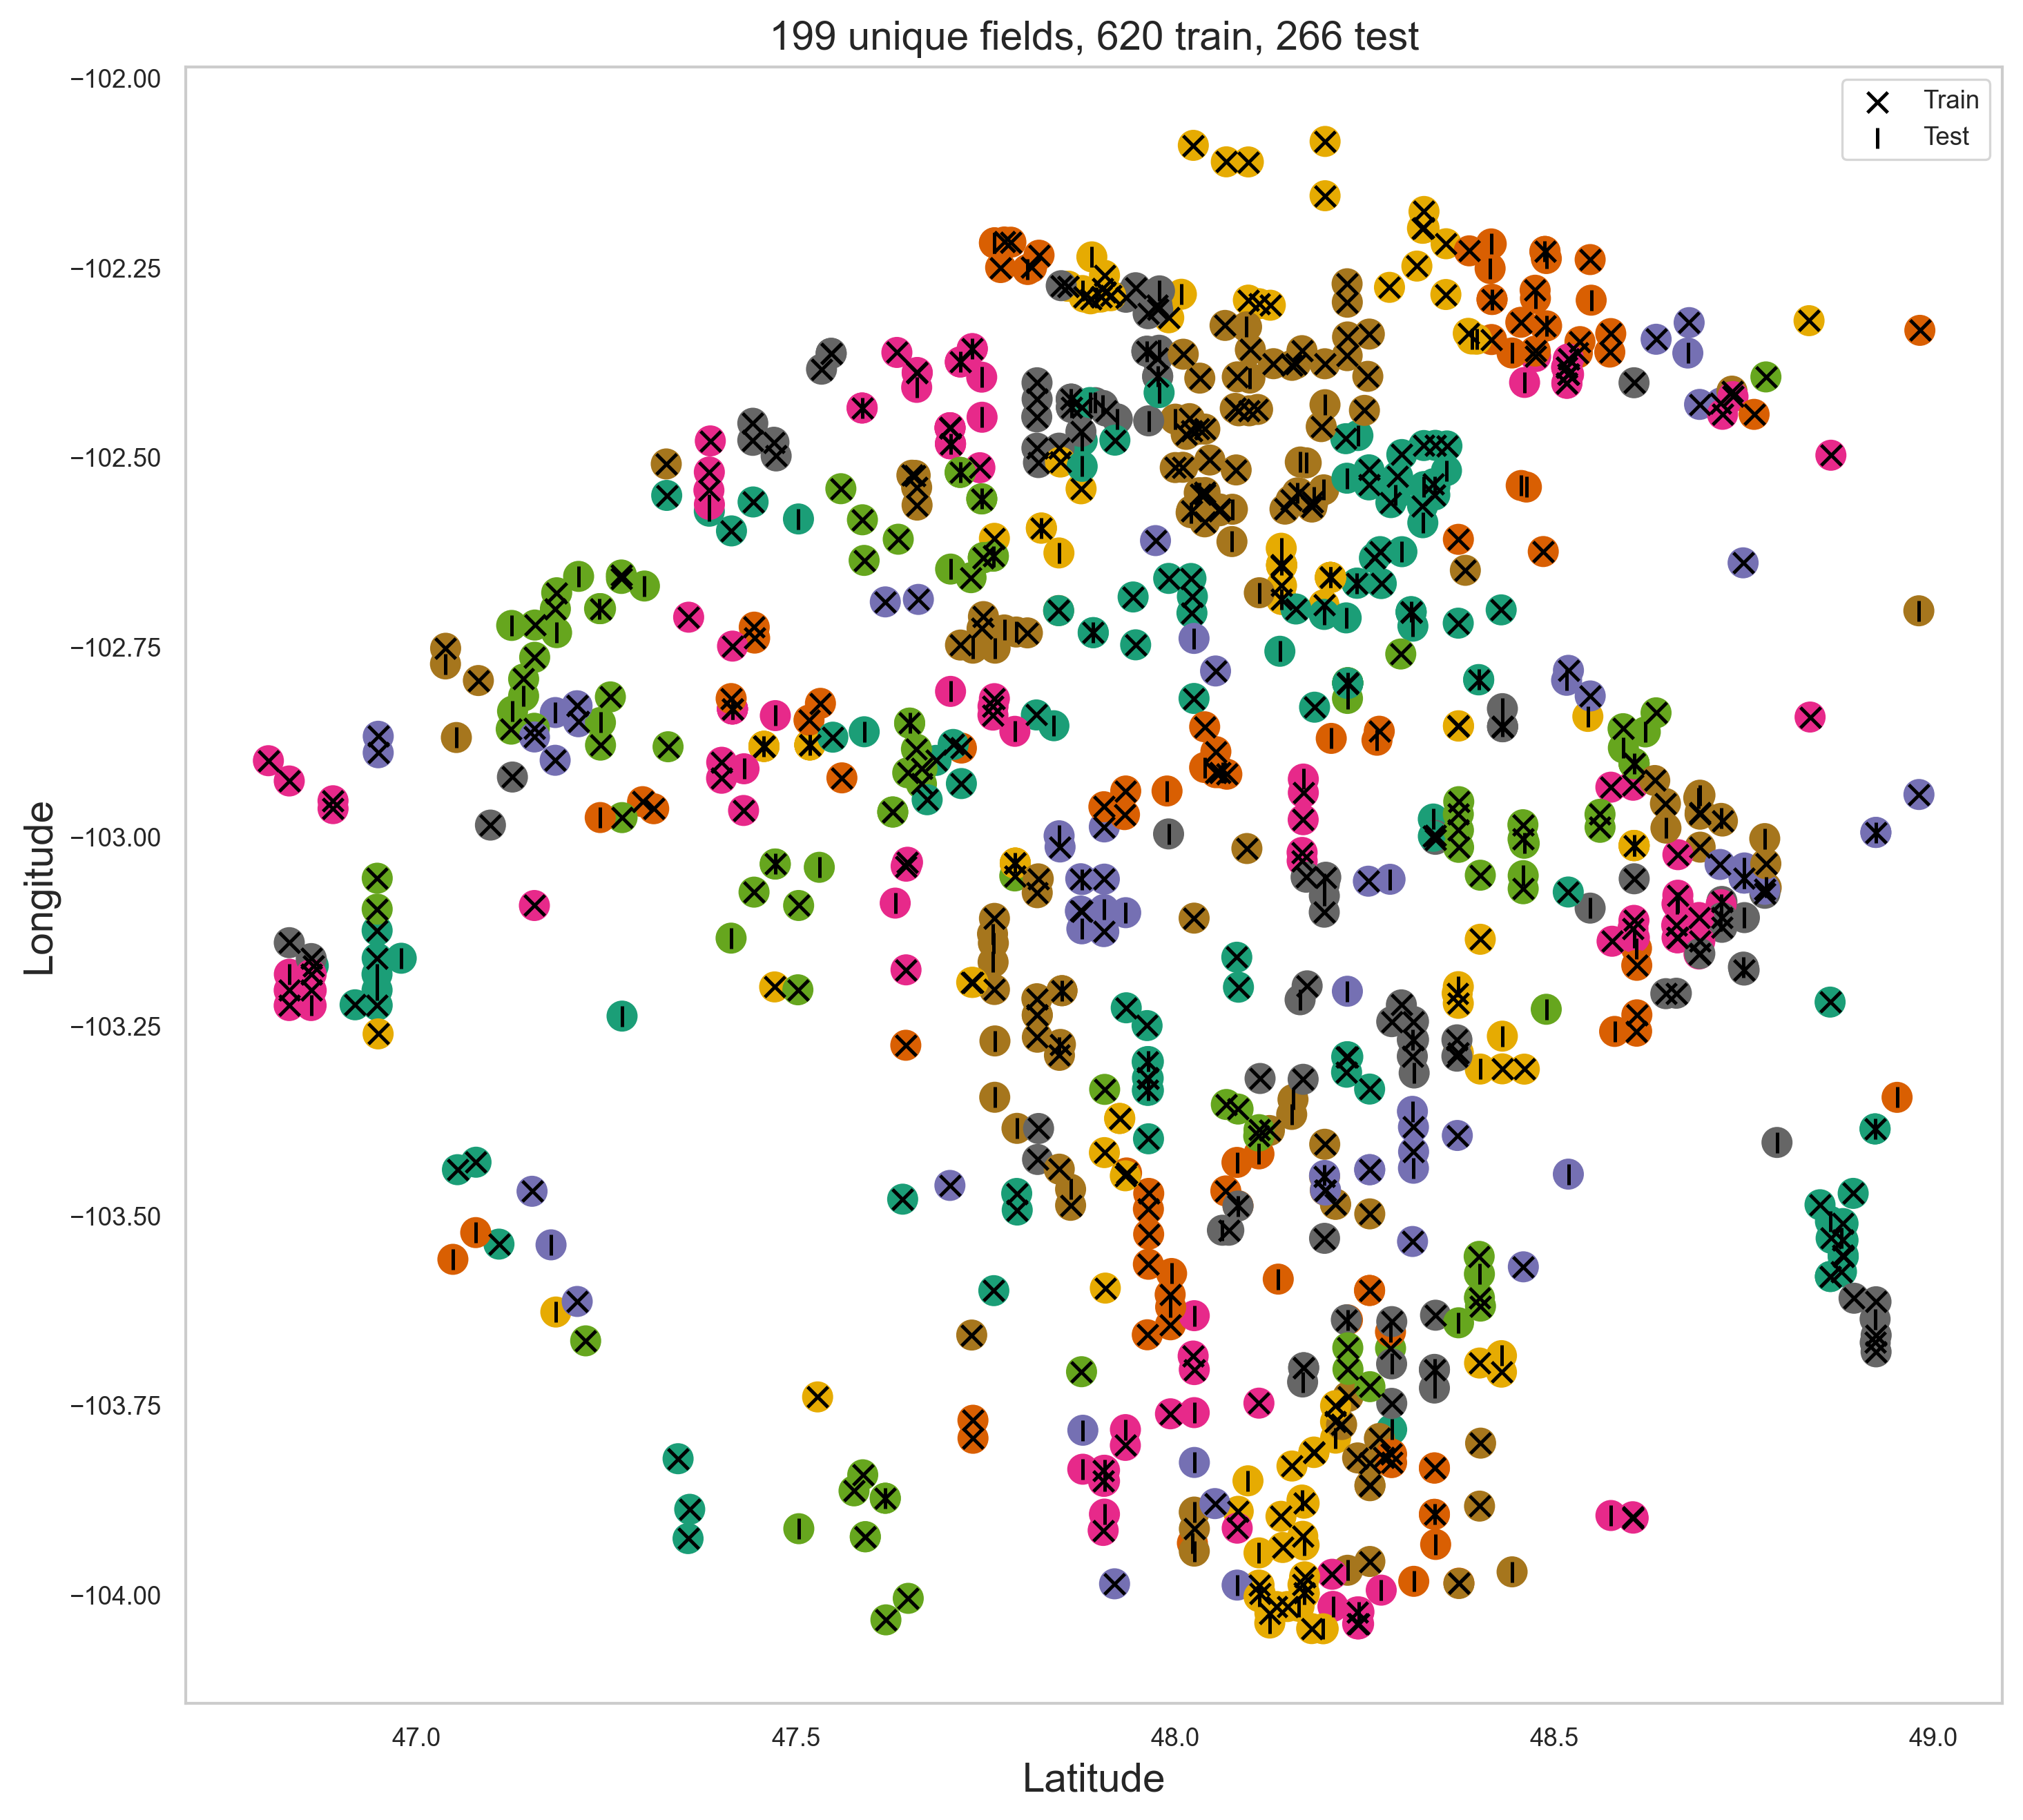 199 unique fields, 620 train, 266 test
Train
Test
−102.00
−102.25
−102.50
−102.75
−103.00
−103.25
−103.50
−103.75
−104.00
Longitude
47.0
47.5
48.0
48.5
49.0
Latitude